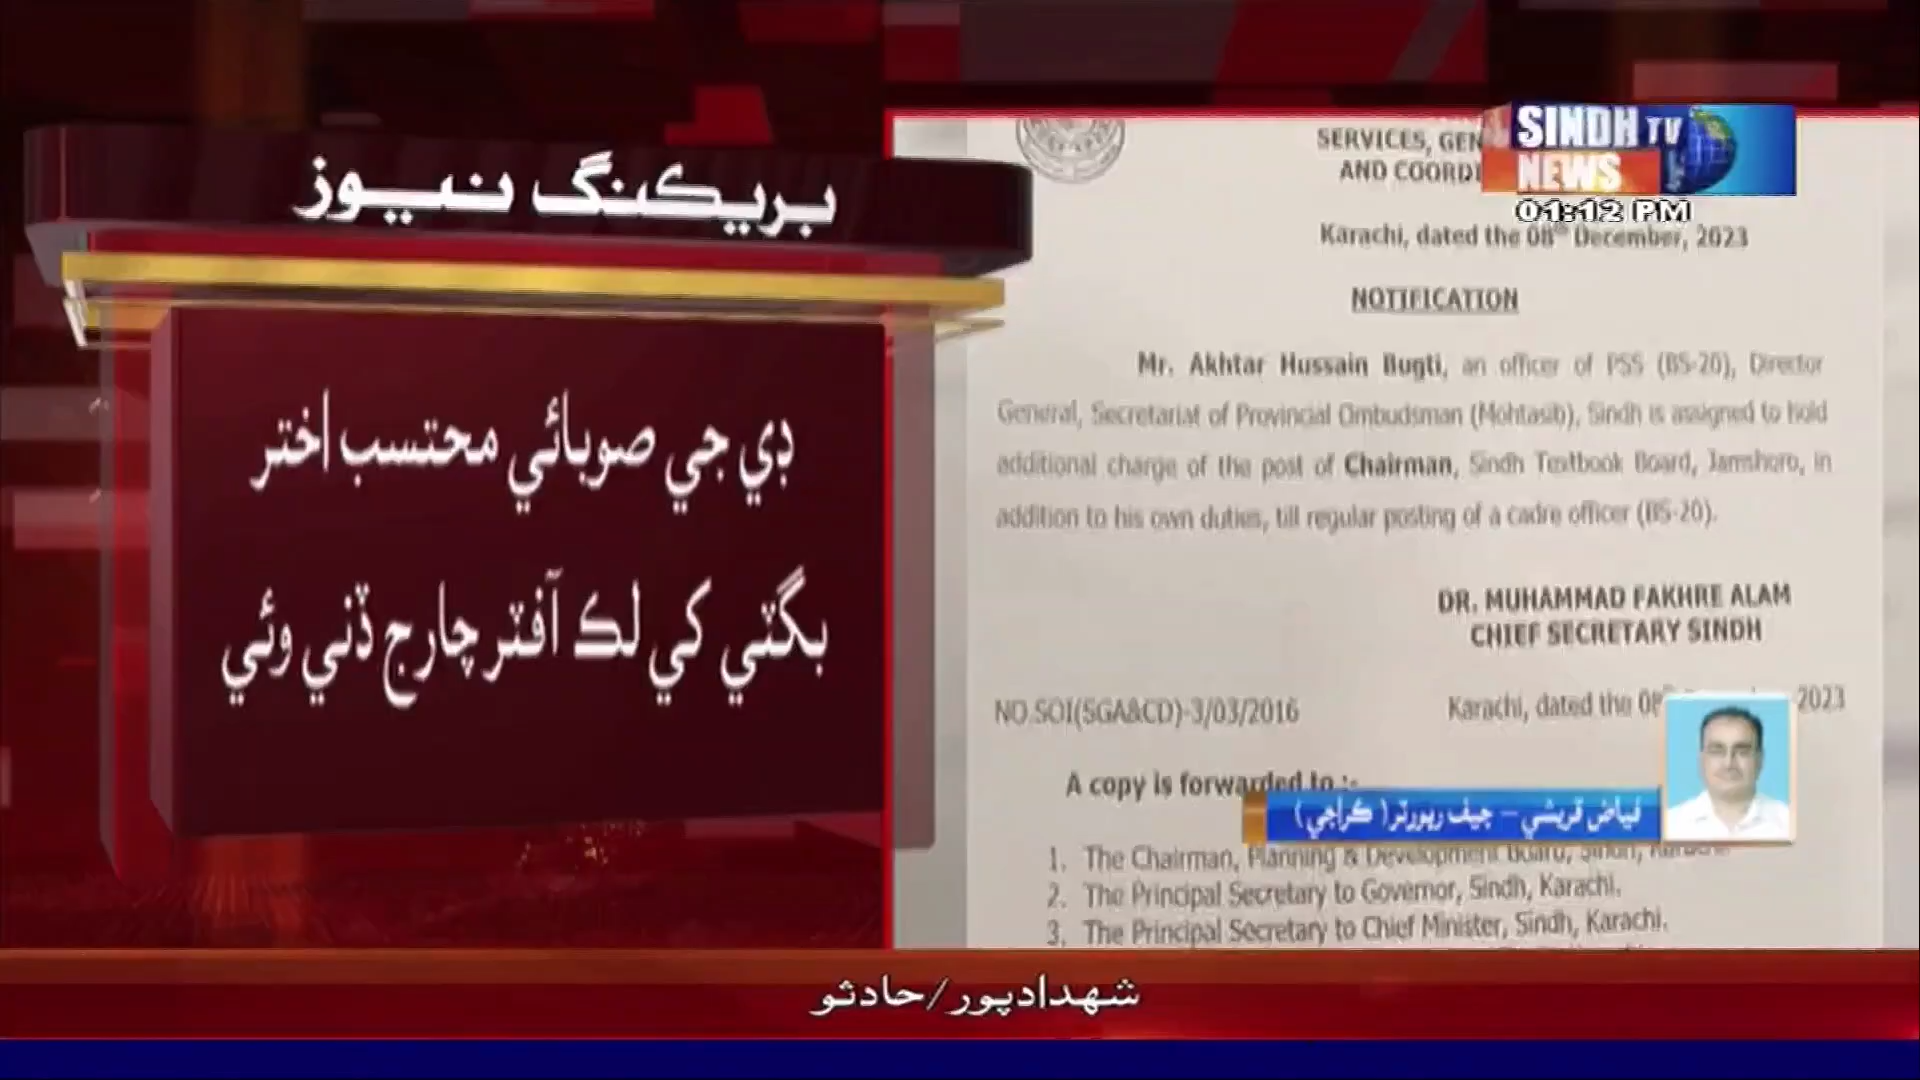 بريڪنگ نيوز
ڊي جي صوبائي محتسب اختر
بگٽي کي لڪ آفٽر چارج ڏني وئي
SINDH TV
NEWS
01:12 PM
SERVICES, GEN
AND COORDI
Karachi, dated the 08th December, 2023
NOTIFICATION
Mr. Akhtar Hussain Bugti, an officer of PSS (BS-20), Director
General, Secretariat of Provincial Ombudsman (Mohtasib), Sindh is assigned to hold
additional charge of the post of Chairman, Sindh Textbook Board, Jamshoro, in
addition to his own duties, till regular posting of a cadre officer (BS-20).
DR. MUHAMMAD FAKHRE ALAM
CHIEF SECRETARY SINDH
NO.SOI(SGA&CD)-3/03/2016 Karachi, dated the 08th 2023
A copy is forwarded to :-
فياض قريشي - چيف رپورٽر (ڪراچي)
1. The Chairman, Planning & Development Board, Sindh, Karachi.
2. The Principal Secretary to Governor, Sindh, Karachi.
3. The Principal Secretary to Chief Minister, Sindh, Karachi.
شهدادپور/حادثو